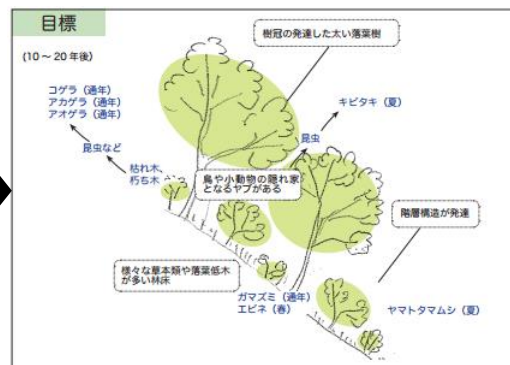 目標
(10～20年後)
樹冠の発達した太い落葉樹
コゲラ（通年）
アカゲラ（通年）
アオゲラ（通年）
キビタキ（夏）
昆虫など
昆虫
枯れ木、
朽ち木
鳥や小動物の隠れ家
となるヤブがある
階層構造が発達
様々な草本類や落葉低木
が多い林床
ガマズミ（通年）
エビネ（春）
ヤマトタマムシ（夏）